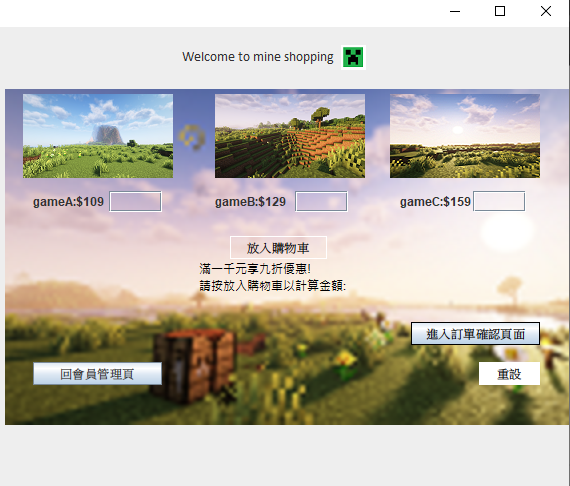 Welcome to mine shopping
gameA:$109
gameB:$129
gameC:$159
放入購物車
滿一千元享九折優惠!
請按放入購物車以計算金額:
進入訂單確認頁面
回會員管理頁
重設